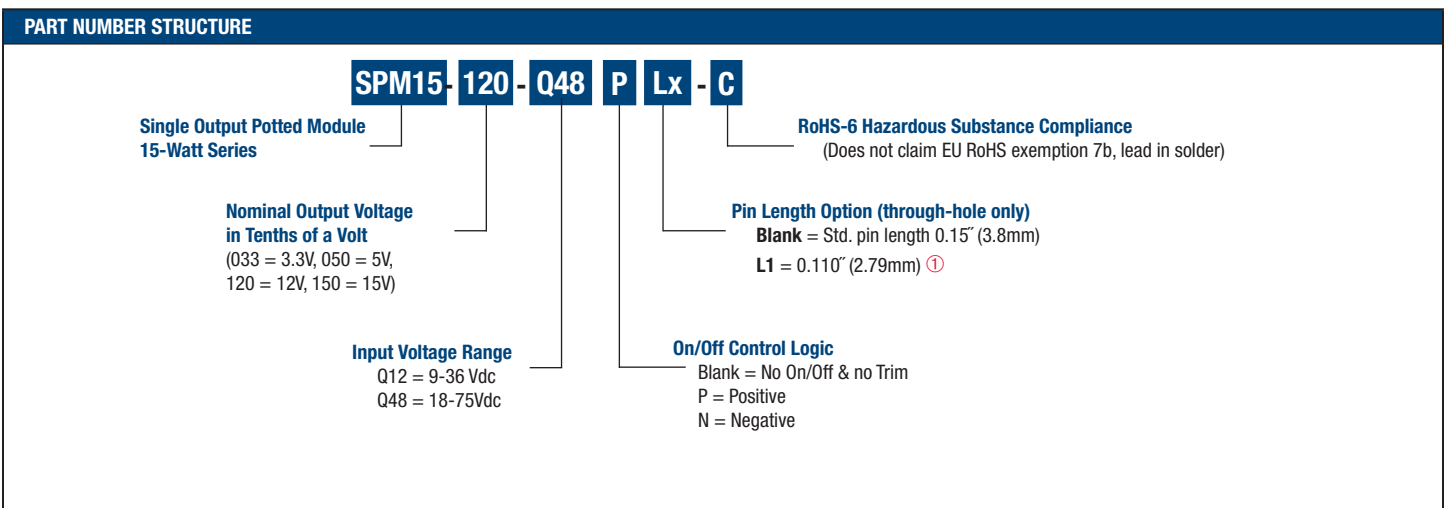 PART NUMBER STRUCTURE
SPM15 - 120 - Q48 P Lx - C
Single Output Potted Module
15-Watt Series
RoHS-6 Hazardous Substance Compliance
(Does not claim EU RoHS exemption 7b, lead in solder)
Nominal Output Voltage
in Tenths of a Volt
(033 = 3.3V, 050 = 5V,
120 = 12V, 150 = 15V)
Pin Length Option (through-hole only)
Blank = Std. pin length 0.15˝ (3.8mm)
L1 = 0.110˝ (2.79mm) ①
Input Voltage Range
Q12 = 9-36 Vdc
Q48 = 18-75Vdc
On/Off Control Logic
Blank = No On/Off & no Trim
P = Positive
N = Negative